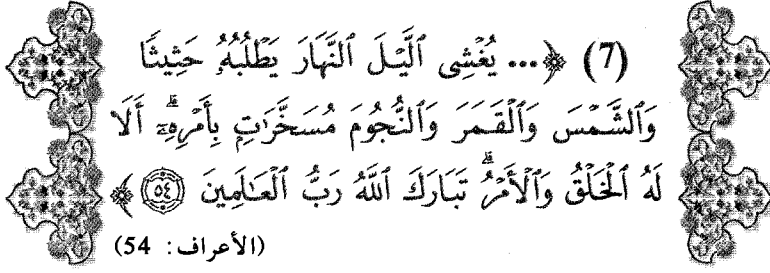 (7) ﴿... يُغْشِى ٱلَّيْلَ ٱلنَّهَارَ يَطْلُبُهُۥ حَثِيثًا
وَٱلشَّمْسَ وَٱلْقَمَرَ وَٱلنُّجُومَ مُسَخَّرَٰتٍۭ بِأَمْرِهِۦٓ ۗ أَلَا
لَهُ ٱلْخَلْقُ وَٱلْأَمْرُ ۗ تَبَارَكَ ٱللَّهُ رَبُّ ٱلْعَـٰلَمِينَ ٥٤ ﴾
(الأعراف: 54)